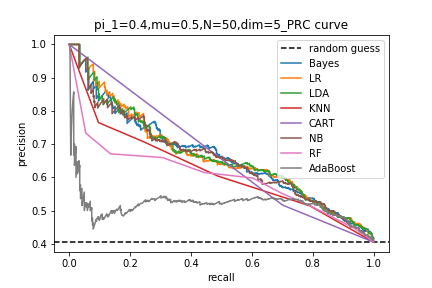 pi_1=0.4,mu=0.5,N=50,dim=5_PRC curve
1.0
0.9
0.8
0.7
0.6
0.5
0.4
precision
0.0
0.2
0.4
0.6
0.8
1.0
recall
random guess
Bayes
LR
LDA
KNN
CART
NB
RF
AdaBoost